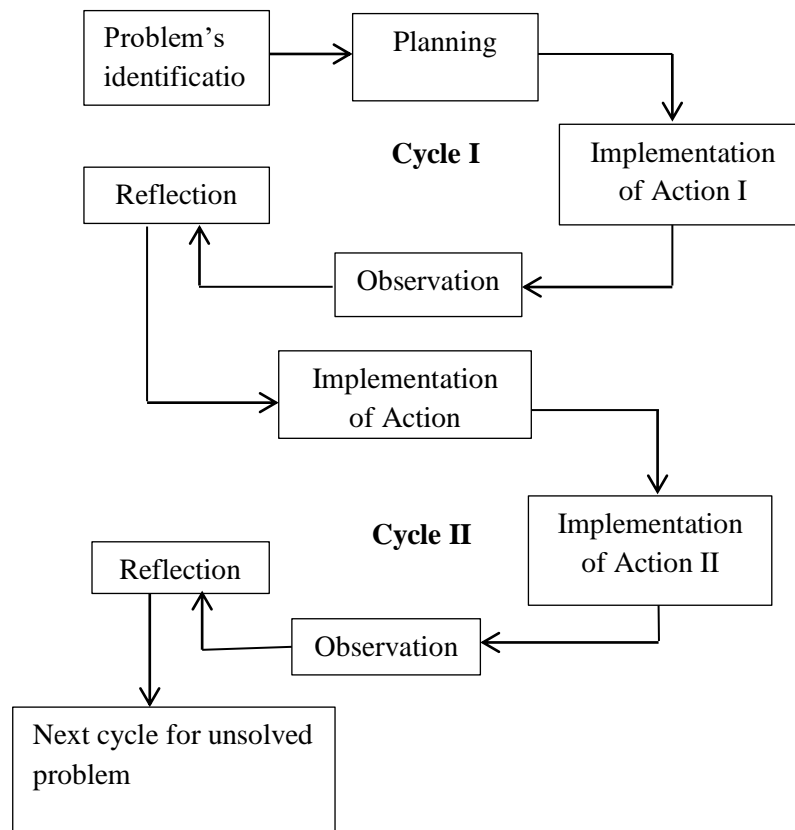 Problem’s
identificatio
Planning
Cycle I
Implementation
of Action I
Reflection
Observation
Implementation
of Action
Cycle II
Implementation
of Action II
Reflection
Observation
Next cycle for unsolved
problem